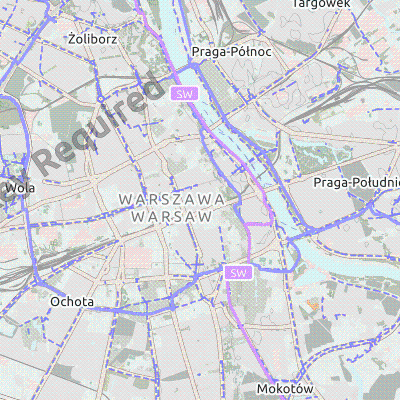 Targówek
Żoliborz
Praga-Północ
SW
Required
Wola
Praga-Południe
WARSZAWA
WARSAW
SW
Ochota
Mokotów